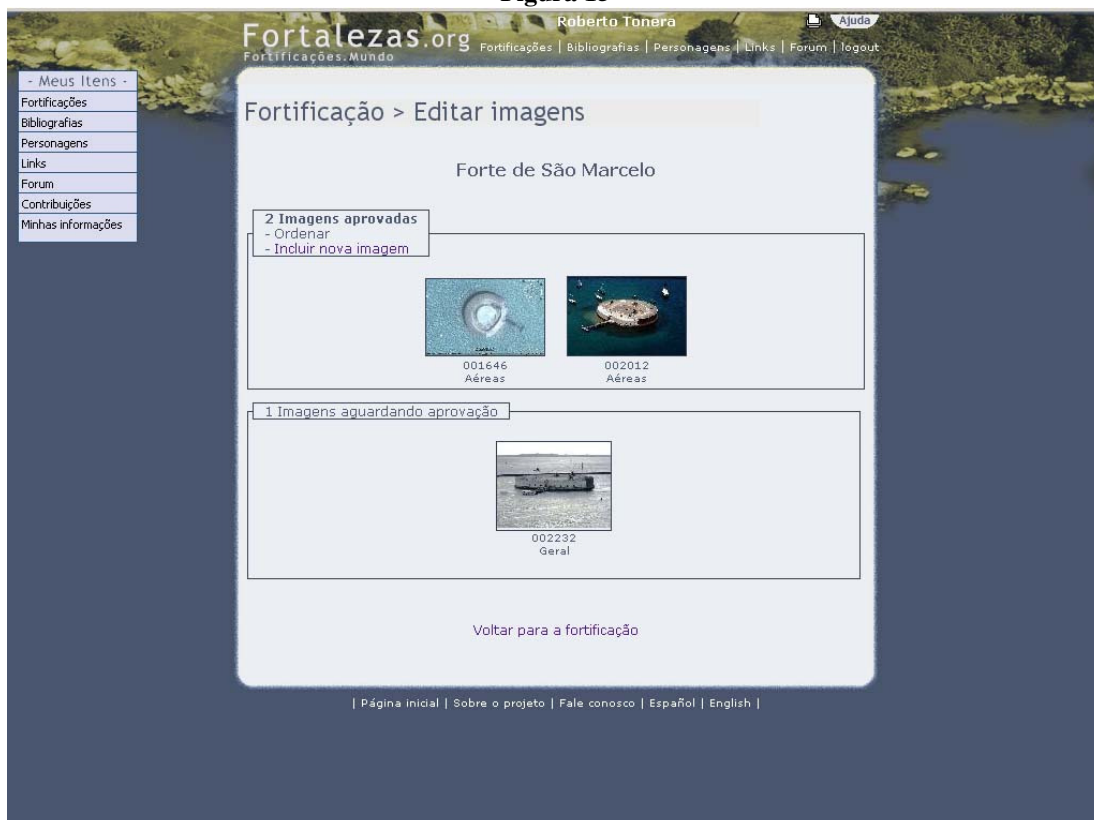 Roberto Tonera
Ajuda
Fortalezas.org
Fortificações.Mundo
Fortificações | Bibliografias | Personagens | Links | Forum | logout
- Meus Itens -
Fortificações
Bibliografias
Personagens
Links
Forum
Contribuições
Minhas informações
Fortificação > Editar imagens
Forte de São Marcelo
2 Imagens aprovadas
- Ordenar
- Incluir nova imagem
001646
Aéreas
002012
Aéreas
1 Imagens aguardando aprovação
002232
Geral
Voltar para a fortificação
| Página inicial | Sobre o projeto | Fale conosco | Español | English |